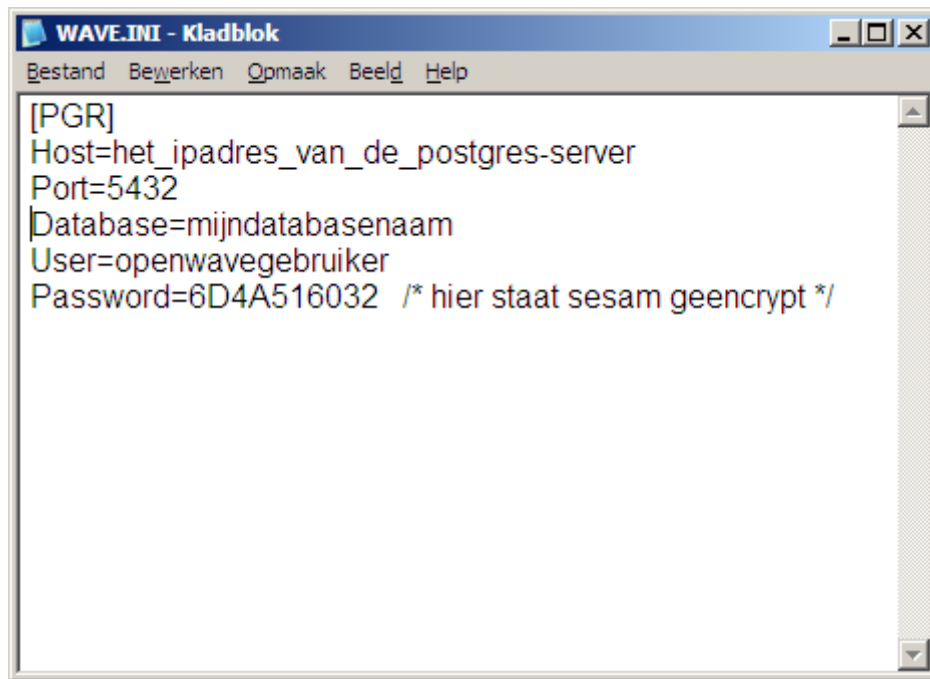 WAVE.INI - Kladblok
Bestand Bewerken Opmaak Beeld Help
[PGR]
Host=het_ipadres_van_de_postgres-server
Port=5432
Database=mijndatabasenaam
User=openwavegebruiker
Password=6D4A516032 /* hier staat sesam geencrypt */